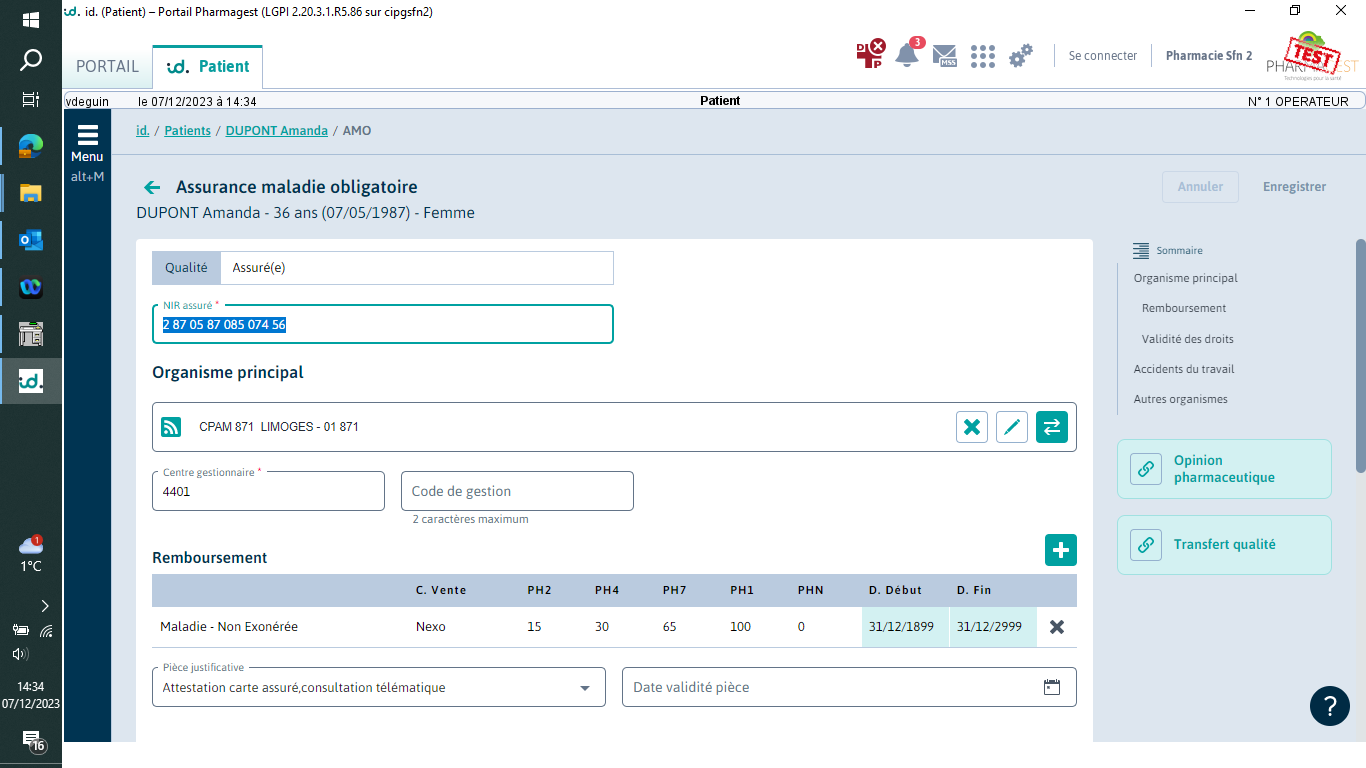 id. (Patient) – Portail Pharmagest (LGPI 2.20.3.1.R5.86 sur cipgsfn2)
PORTAIL
id. Patient
DP
3
MSS
Se connecter
Pharmacie Sfn 2
TEST
vdeguin
le 07/12/2023 à 14:34
Patient
N° 1 OPERATEUR
Menu
alt+M
id. / Patients / DUPONT Amanda / AMO
Assurance maladie obligatoire
Annuler
Enregistrer
DUPONT Amanda - 36 ans (07/05/1987) - Femme
Qualité
Assuré(e)
NIR assuré *
2 87 05 87 085 074 56
Organisme principal
CPAM 871 LIMOGES - 01 871
Centre gestionnaire *
4401
Code de gestion
2 caractères maximum
Remboursement
C. Vente PH2 PH4 PH7 PH1 PHN D. Début D. Fin
Maladie - Non Exonérée Nexo 15 30 65 100 0 31/12/1899 31/12/2999
Pièce justificative
Attestation carte assuré,consultation télématique
Date validité pièce
Sommaire
Organisme principal
Remboursement
Validité des droits
Accidents du travail
Autres organismes
Opinion
pharmaceutique
Transfert qualité
?
1
1°C
14:34
07/12/2023
16